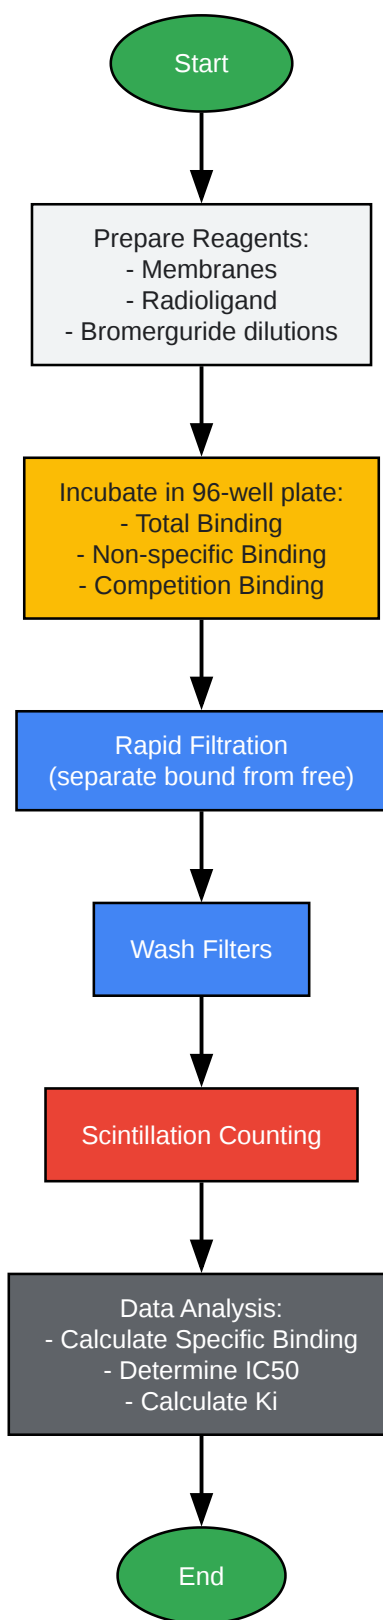 Start
Prepare Reagents:
- Membranes
- Radioligand
- Bromerguride dilutions
Incubate in 96-well plate:
- Total Binding
- Non-specific Binding
- Competition Binding
Rapid Filtration
(separate bound from free)
Wash Filters
Scintillation Counting
Data Analysis:
- Calculate Specific Binding
- Determine IC50
- Calculate Ki
End